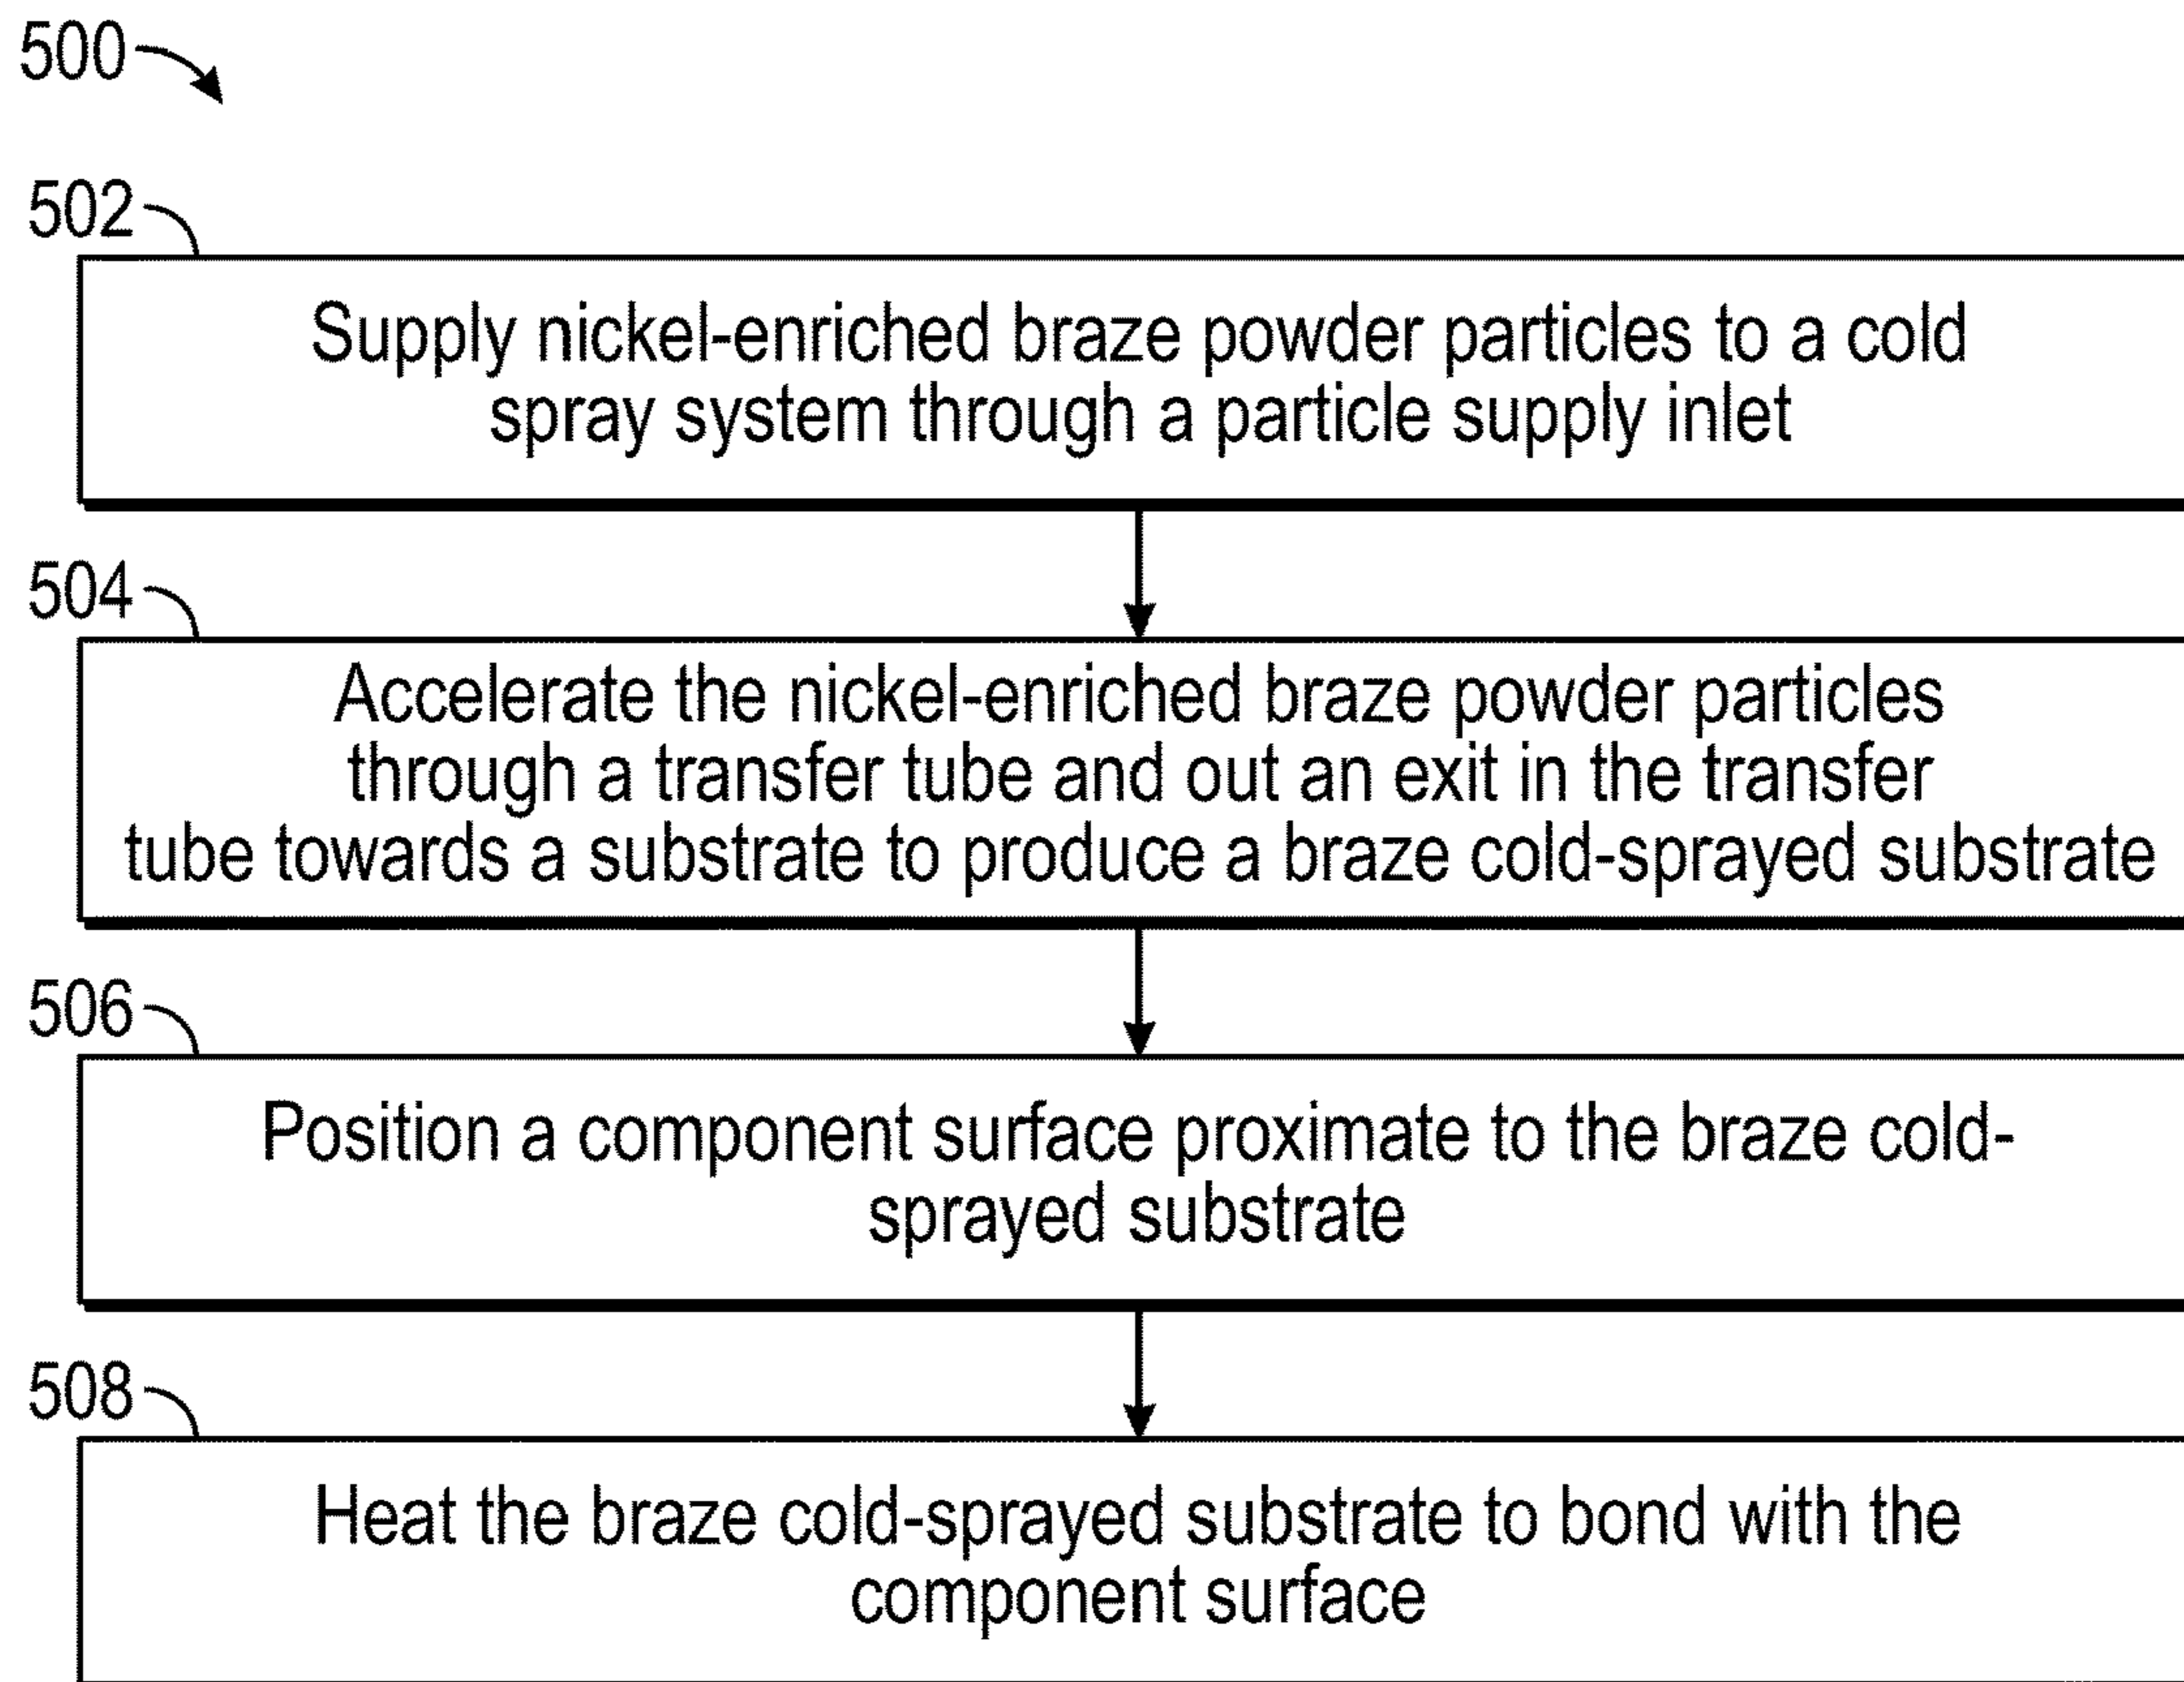 500
502
Supply nickel-enriched braze powder particles to a cold
spray system through a particle supply inlet
504
Accelerate the nickel-enriched braze powder particles
through a transfer tube and out an exit in the transfer
tube towards a substrate to produce a braze cold-sprayed substrate
506
Position a component surface proximate to the braze cold-
sprayed substrate
508
Heat the braze cold-sprayed substrate to bond with the
component surface